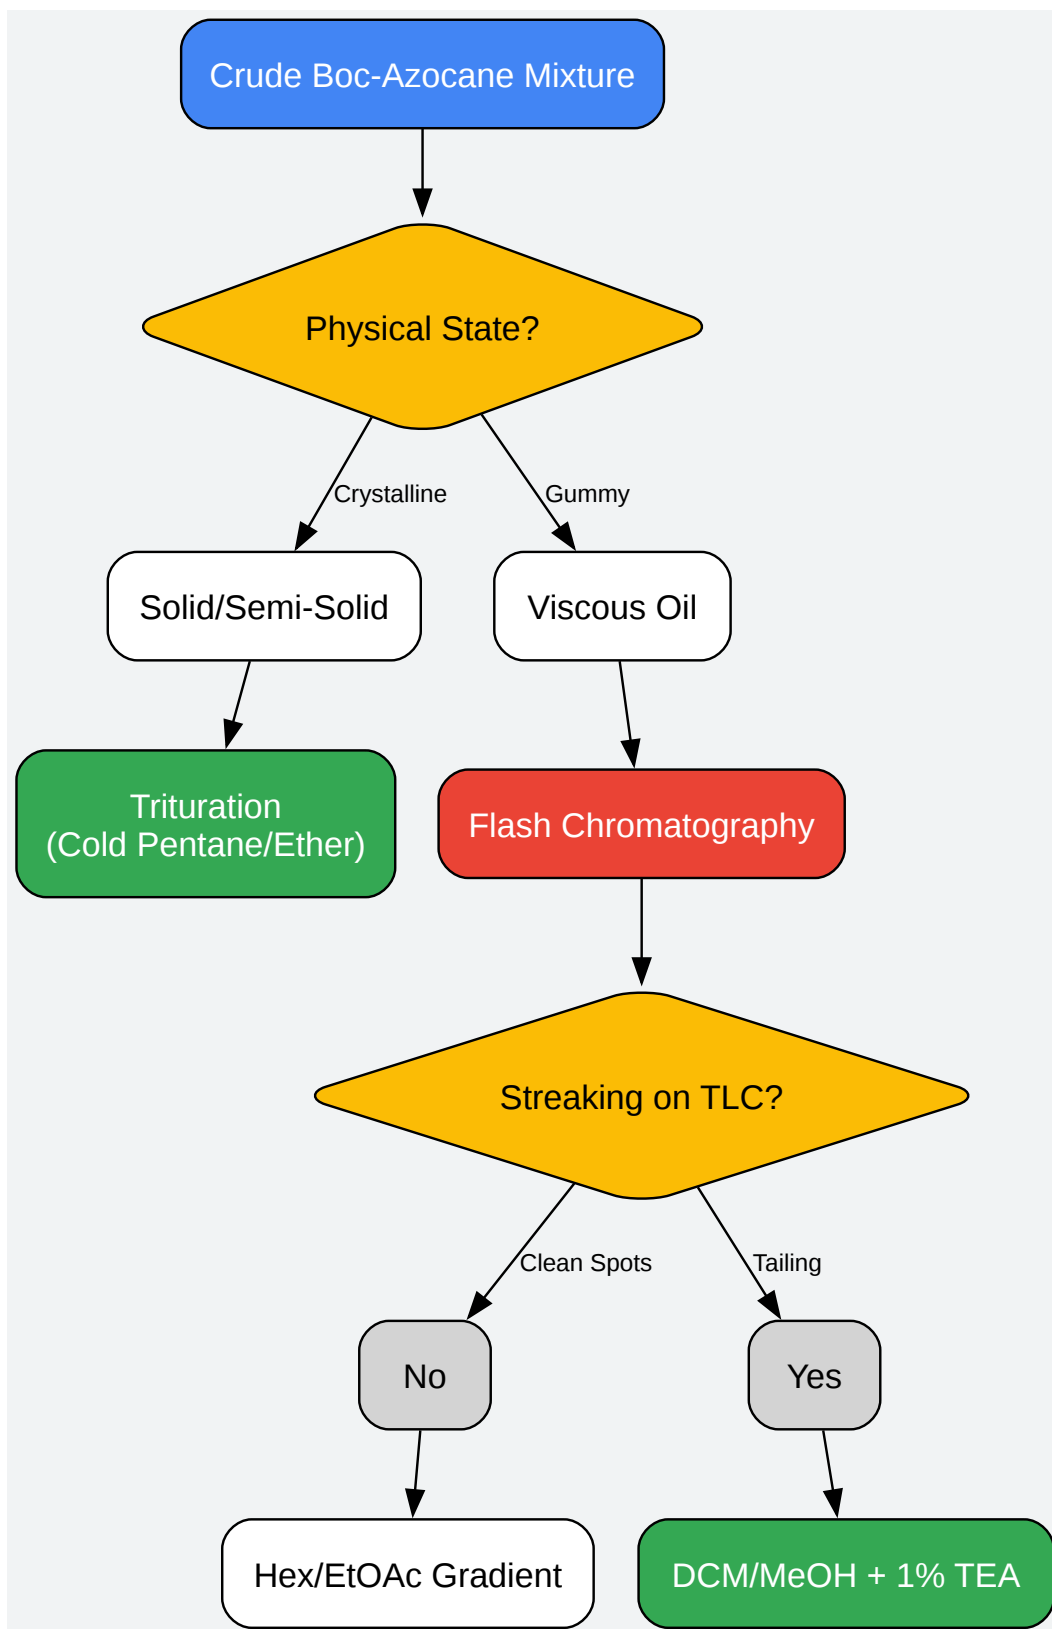 Crude Boc-Azocane Mixture
Physical State?
Crystalline
Gummy
Solid/Semi-Solid
Viscous Oil
Trituration
(Cold Pentane/Ether)
Flash Chromatography
Streaking on TLC?
Clean Spots
Tailing
No
Yes
Hex/EtOAc Gradient
DCM/MeOH + 1% TEA